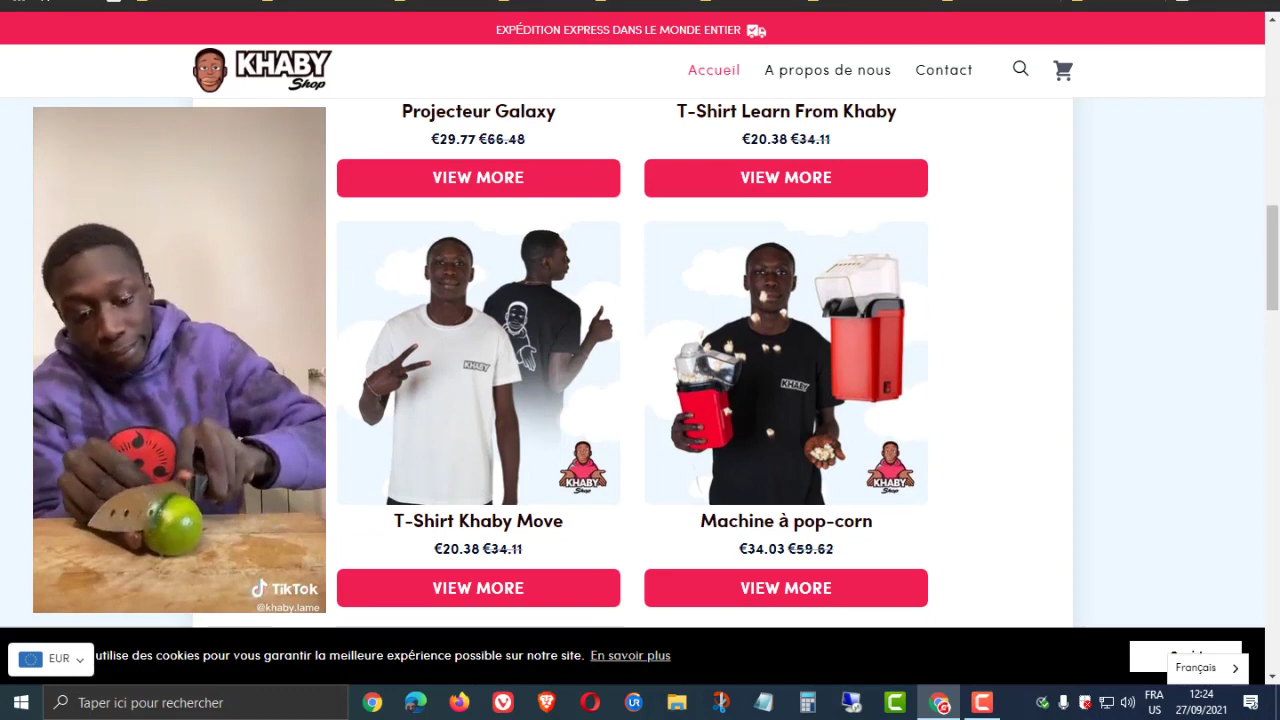 EXPÉDITION EXPRESS DANS LE MONDE ENTIER
KHABY
Shop
Accueil
A propos de nous
Contact
Projecteur Galaxy
€29.77 €66.48
VIEW MORE
T-Shirt Learn From Khaby
€20.38 €34.11
VIEW MORE
KHABY
KHABY
Shop
T-Shirt Khaby Move
€20.38 €34.11
VIEW MORE
KHABY
KHABY
Shop
Machine à pop-corn
€34.03 €59.62
VIEW MORE
TikTok
@khaby.lame
utilise des cookies pour vous garantir la meilleure expérience possible sur notre site. En savoir plus
EUR
Français
Taper ici pour rechercher
FRA
US
12:24
27/09/2021